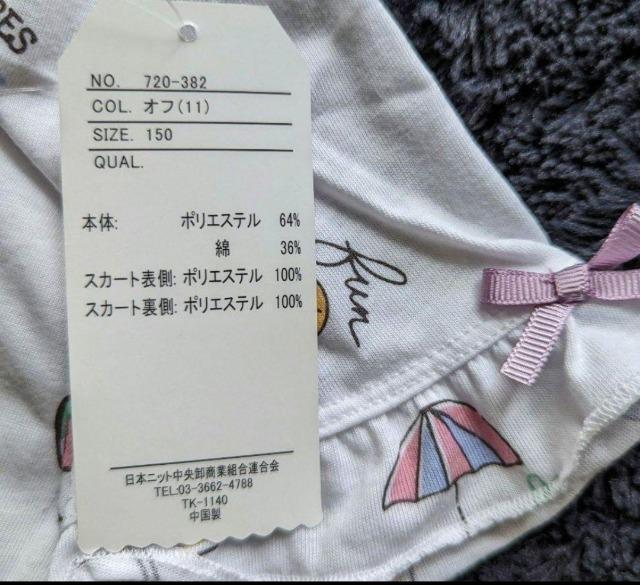 RES
NO. 720-382
COL. オフ(11)
SIZE. 150
QUAL.
本体: ポリエステル 64%
綿 36%
スカート表側: ポリエステル 100%
スカート裏側: ポリエステル 100%
fun
日本ニット中央卸商業組合連合会
TEL:03-3662-4788
TK-1140
中国製